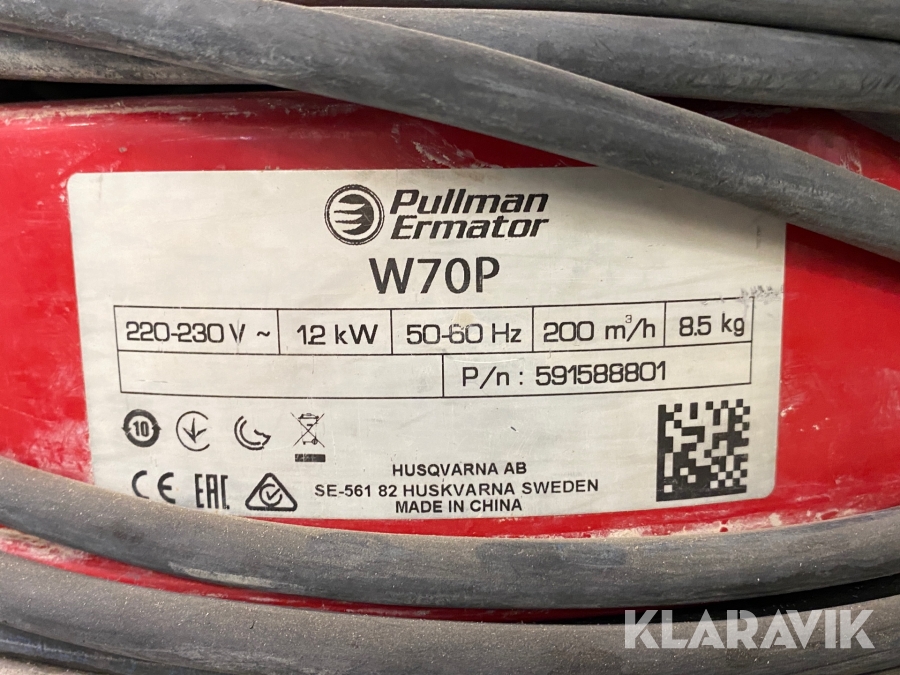 Pullman
Ermator
W70P
220-230 V ~ 1.2 kW 50-60 Hz 200 m³/h 8.5 kg
P/n : 591588801
10
CE EAC
HUSQVARNA AB
SE-561 82 HUSKVARNA SWEDEN
MADE IN CHINA
KLARAVIK